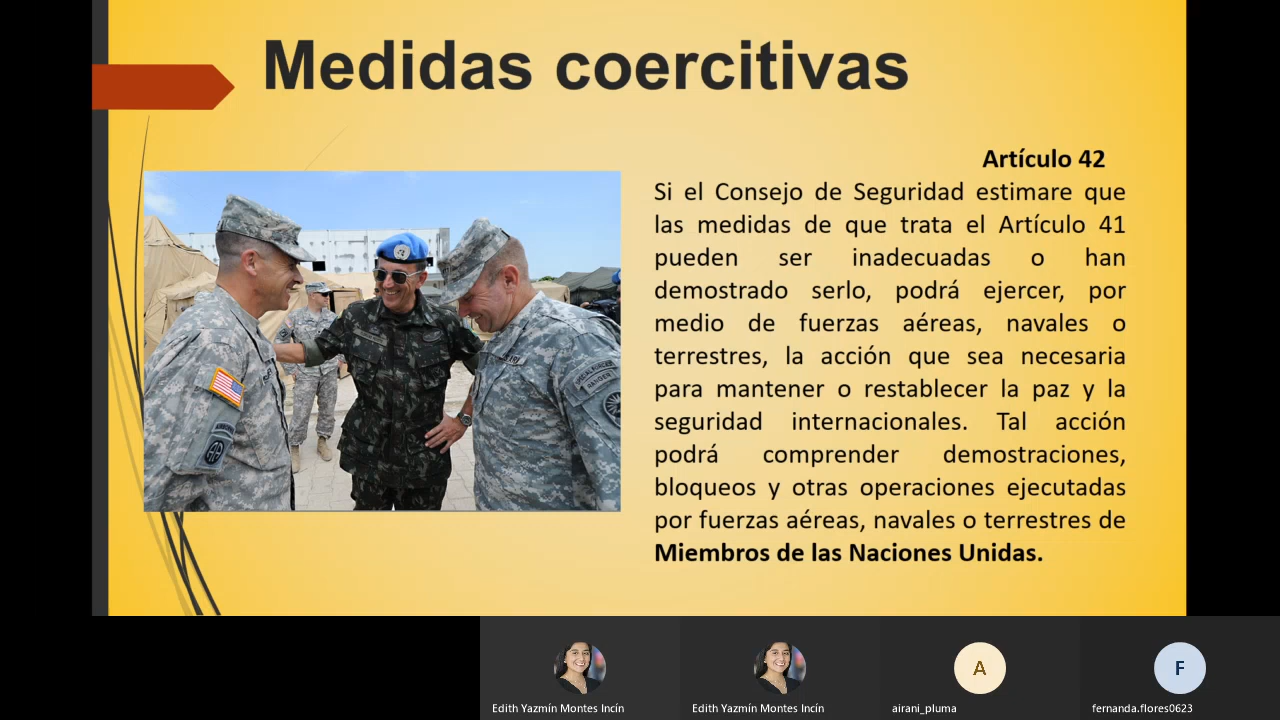 Medidas coercitivas
Artículo 42
Si el Consejo de Seguridad estimare que
las medidas de que trata el Artículo 41
pueden ser inadecuadas o han
demostrado serlo, podrá ejercer, por
medio de fuerzas aéreas, navales o
terrestres, la acción que sea necesaria
para mantener o restablecer la paz y la
seguridad internacionales. Tal acción
podrá comprender demostraciones,
bloqueos y otras operaciones ejecutadas
por fuerzas aéreas, navales o terrestres de
Miembros de las Naciones Unidas.
AIRBORNE
RANGER
A
F
Edith Yazmín Montes Incín
Edith Yazmín Montes Incín
airani_pluma
fernanda.flores0623